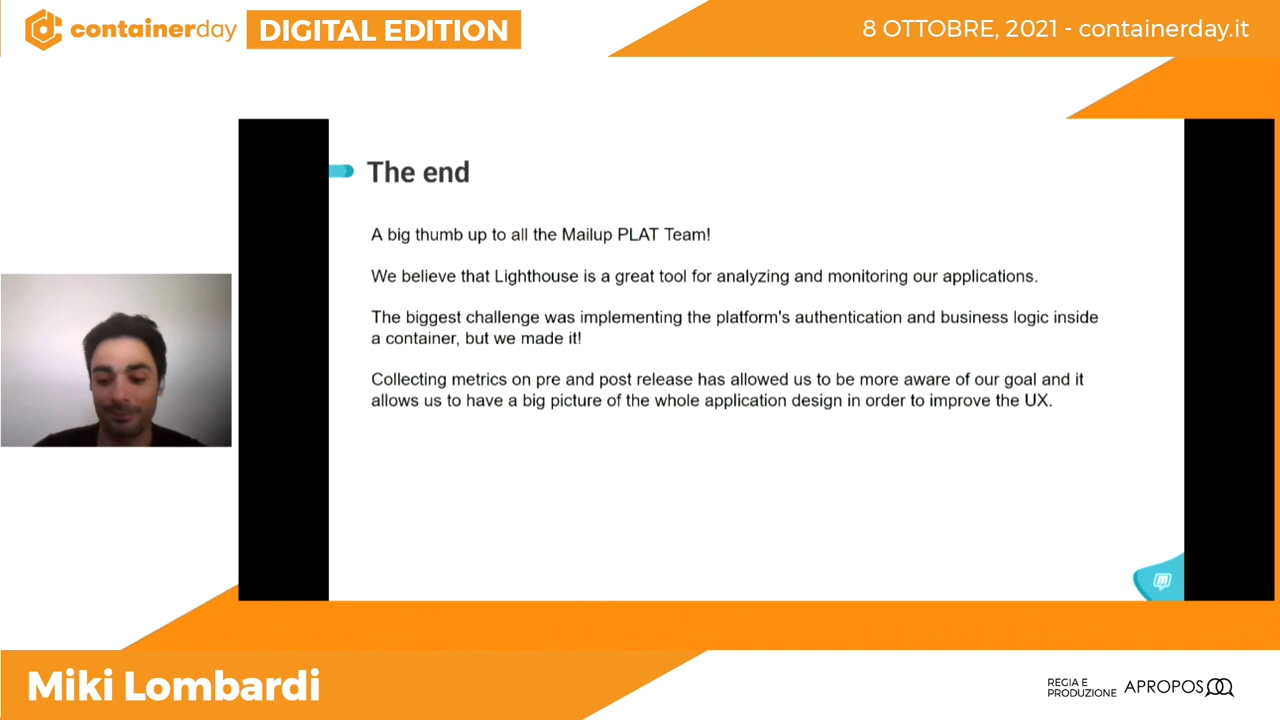 containerday DIGITAL EDITION
8 OTTOBRE, 2021 - containerday.it
The end
A big thumb up to all the Mailup PLAT Team!
We believe that Lighthouse is a great tool for analyzing and monitoring our applications.
The biggest challenge was implementing the platform's authentication and business logic inside
a container, but we made it!
Collecting metrics on pre and post release has allowed us to be more aware of our goal and it
allows us to have a big picture of the whole application design in order to improve the UX.
Miki Lombardi
REGIA E
PRODUZIONE
APROPOS